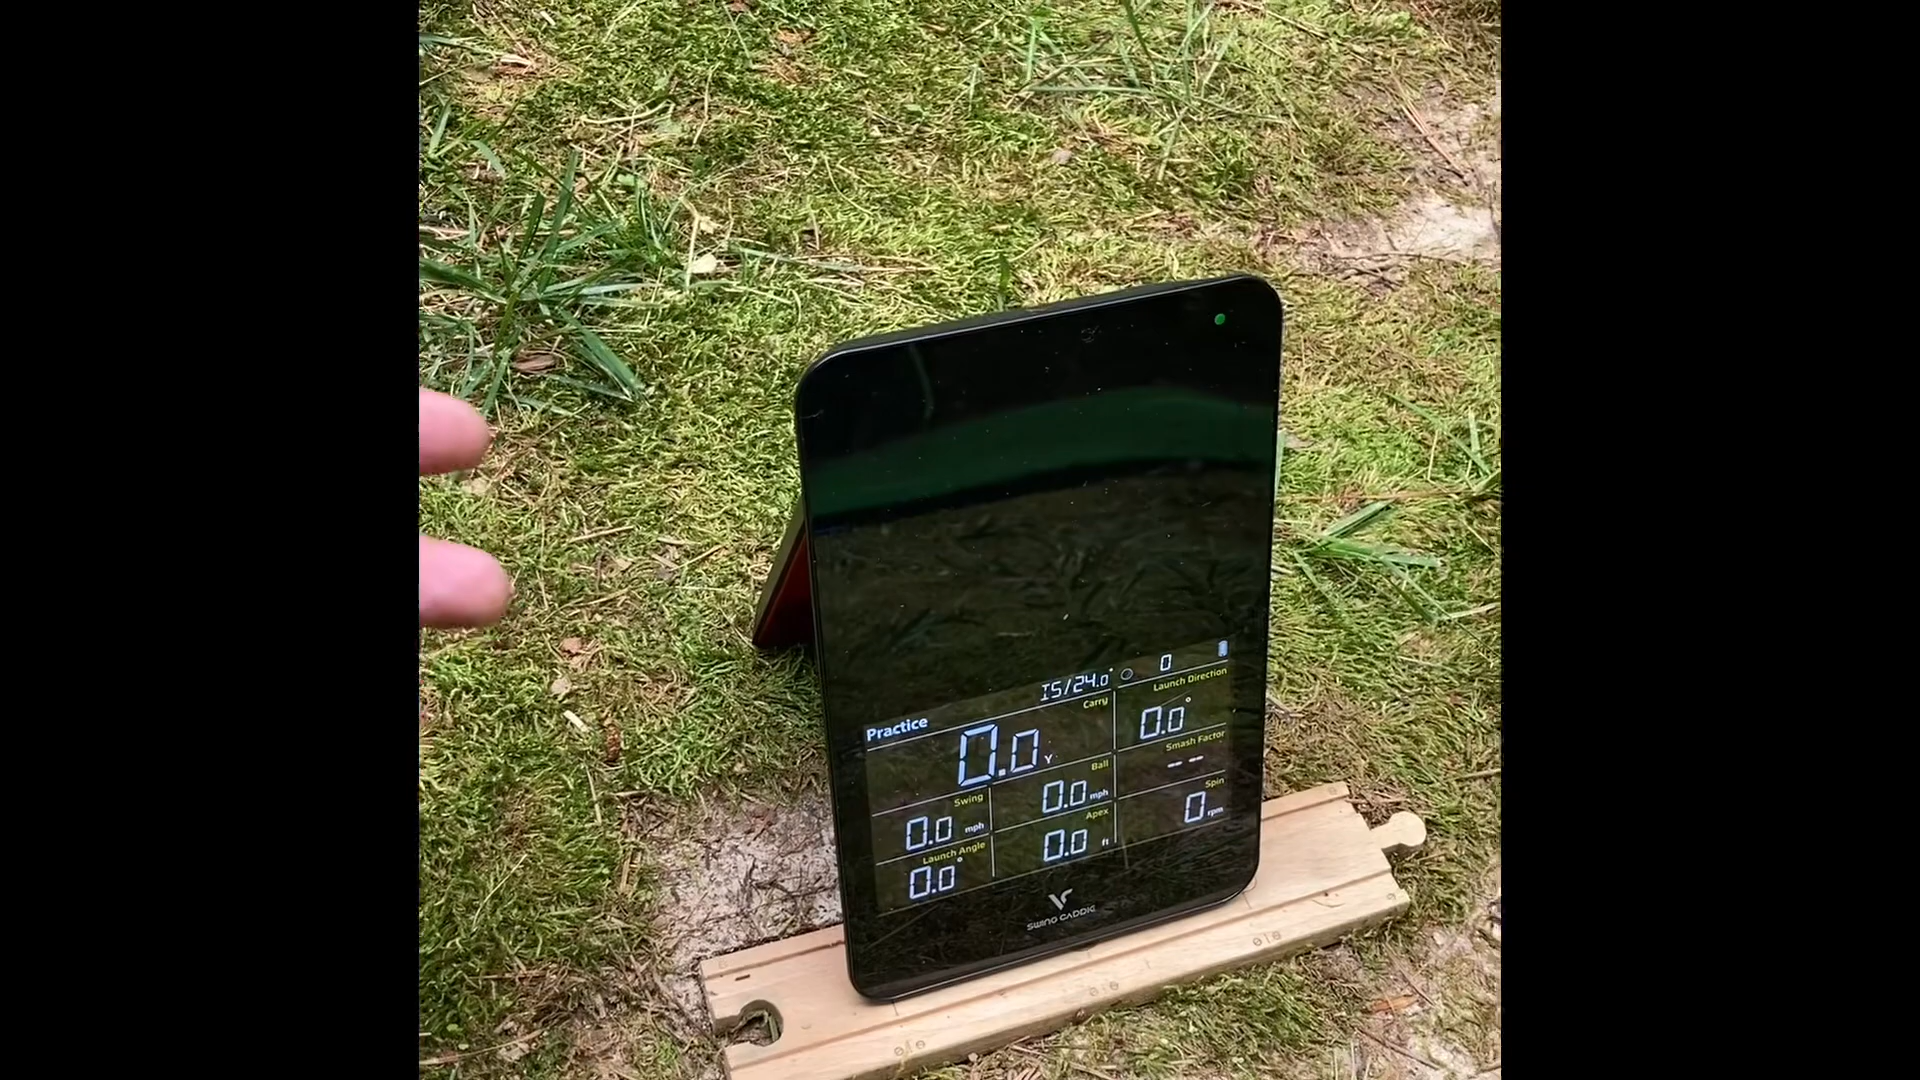 I5/24.0°
0
Practice
Carry
0.0 Y
Launch Direction
0.0°
Smash Factor
-- --
Swing
0.0 mph
Ball
0.0 mph
Spin
0 rpm
Launch Angle
0.0°
Apex
0.0 ft
SWING CADDIE